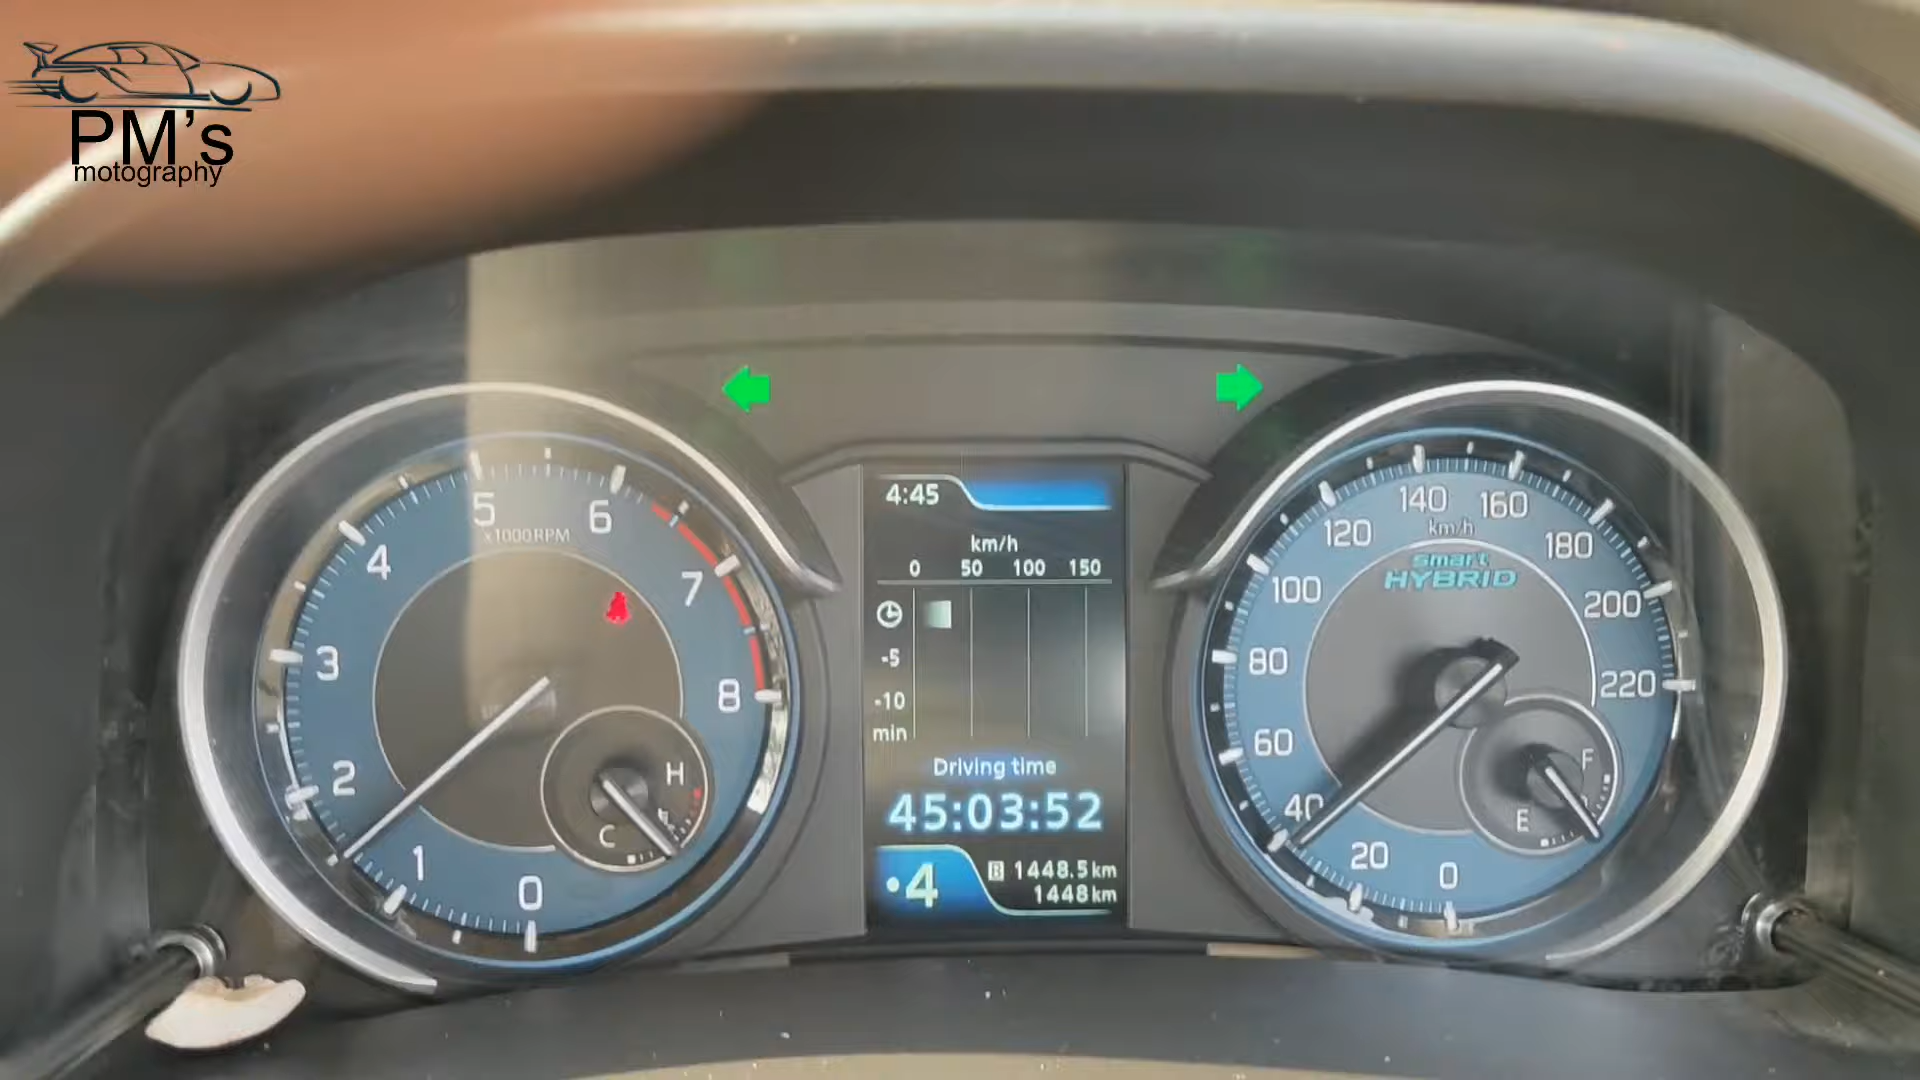 PM's
motography
4:45
km/h
0 50 100 150
-5
-10
min
Driving time
45:03:52
4
B 1448.5 km
1448 km
0
1
2
3
4
5
6
7
8
x1000RPM
H
C
0
20
40
60
80
100
120
140
160
180
200
220
km/h
smart
HYBRID
F
E